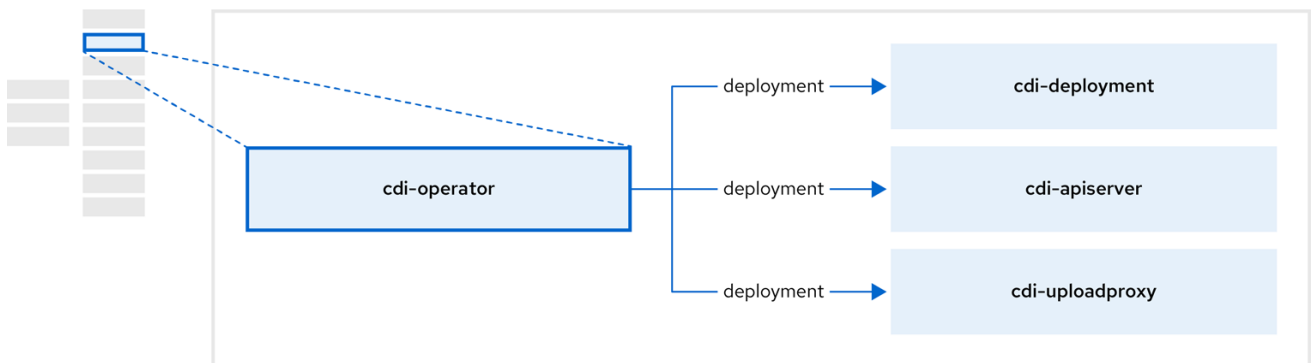 deployment
cdi-deployment
cdi-operator
deployment
cdi-apiserver
deployment
cdi-uploadproxy